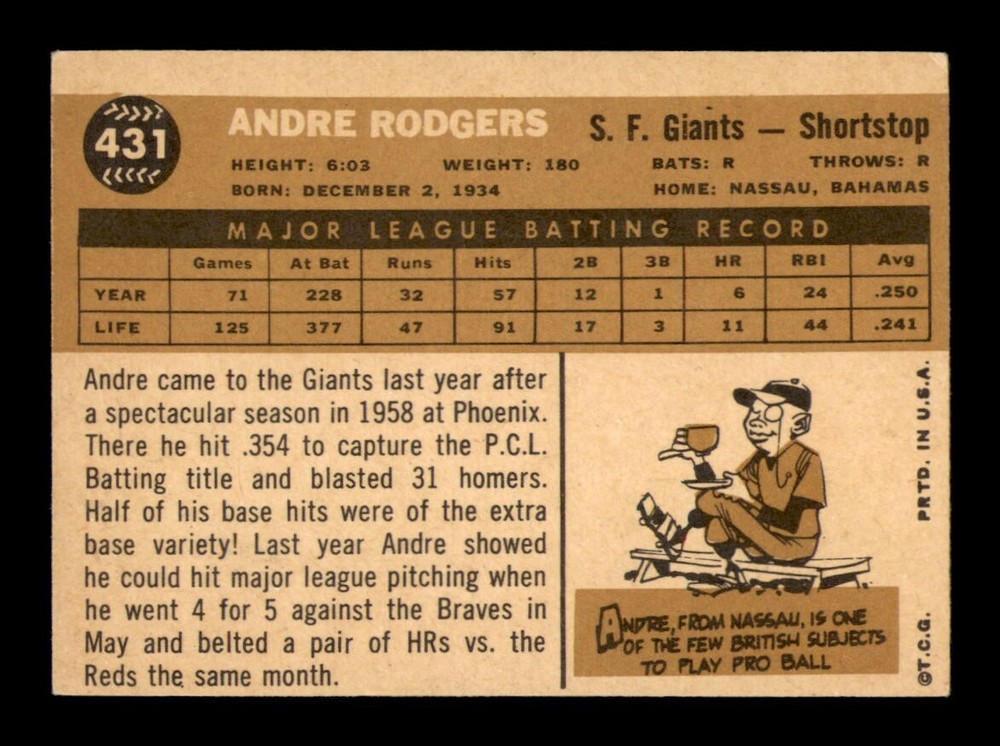 431
ANDRE RODGERS
S. F. Giants — Shortstop
HEIGHT: 6:03 WEIGHT: 180 BATS: R THROWS: R
BORN: DECEMBER 2, 1934 HOME: NASSAU, BAHAMAS
MAJOR LEAGUE BATTING RECORD
Games At Bat Runs Hits 2B 3B HR RBI Avg
YEAR 71 228 32 57 12 1 6 24 .250
LIFE 125 377 47 91 17 3 11 44 .241
Andre came to the Giants last year after
a spectacular season in 1958 at Phoenix.
There he hit .354 to capture the P.C.L.
Batting title and blasted 31 homers.
Half of his base hits were of the extra
base variety! Last year Andre showed
he could hit major league pitching when
he went 4 for 5 against the Braves in
May and belted a pair of HRs vs. the
Reds the same month.
ANDRE, FROM NASSAU, IS ONE
OF THE FEW BRITISH SUBJECTS
TO PLAY PRO BALL
©T.C.G. PRTD. IN U.S.A.